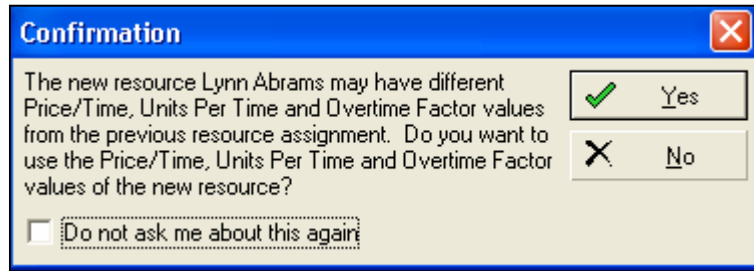 Confirmation
The new resource Lynn Abrams may have different
Price/Time, Units Per Time and Overtime Factor values
from the previous resource assignment.  Do you want to
use the Price/Time, Units Per Time and Overtime Factor
values of the new resource?
Yes
No
Do not ask me about this again